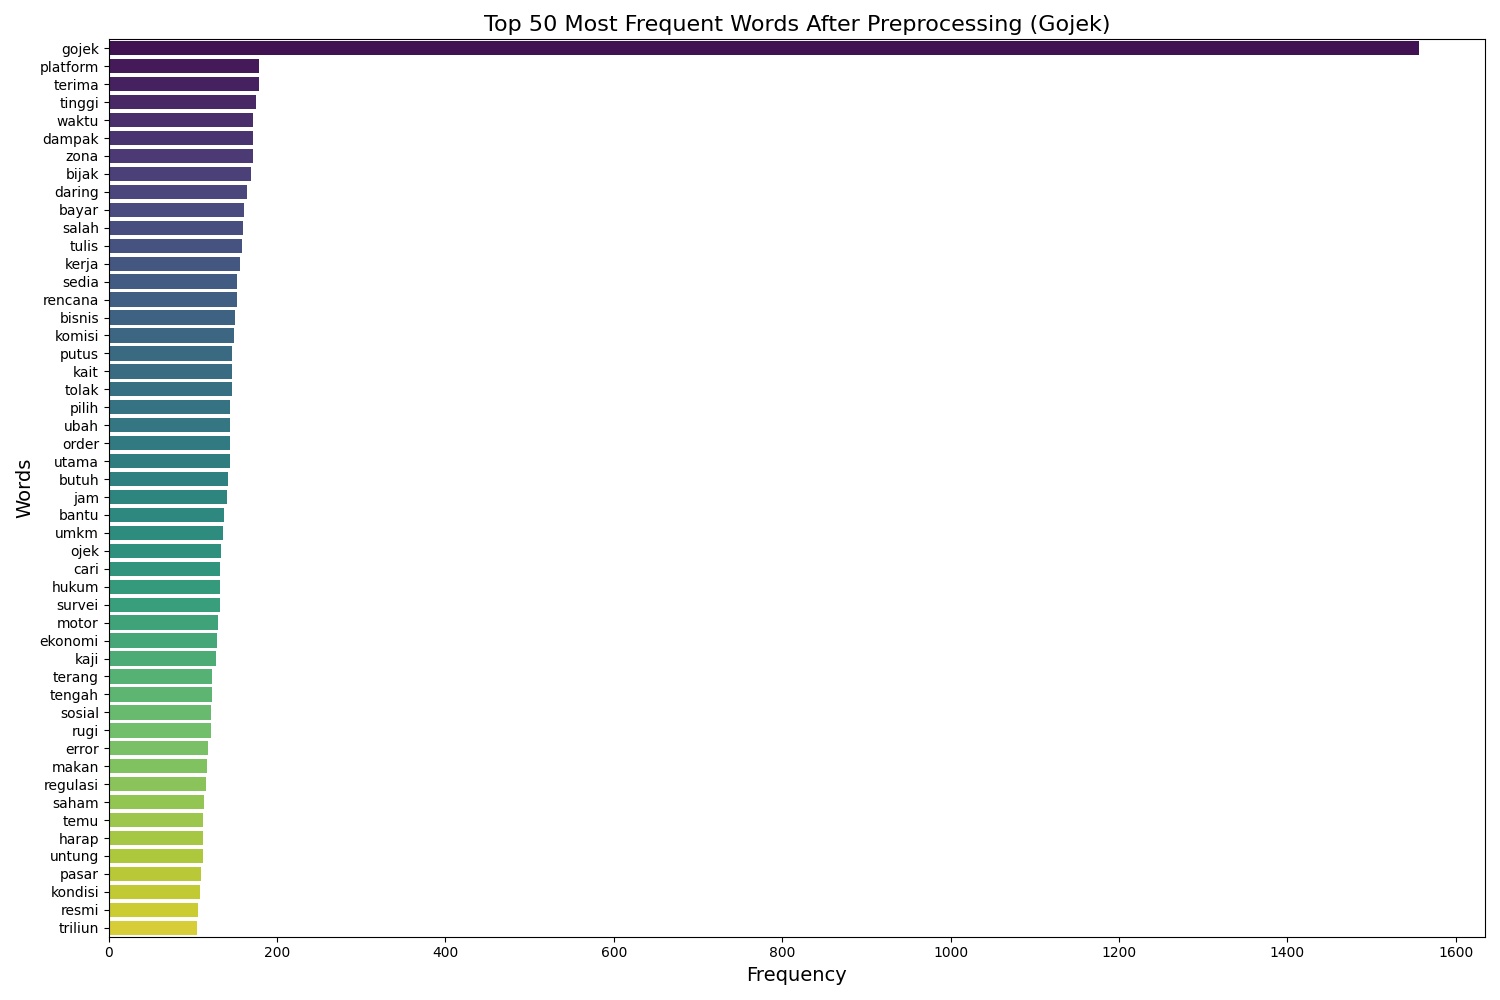 Top 50 Most Frequent Words After Preprocessing (Gojek)
gojek
platform
terima
tinggi
waktu
dampak
zona
bijak
daring
bayar
salah
tulis
kerja
sedia
rencana
bisnis
komisi
putus
kait
tolak
pilih
ubah
order
utama
butuh
jam
bantu
umkm
ojek
cari
hukum
survei
motor
ekonomi
kaji
terang
tengah
sosial
rugi
error
makan
regulasi
saham
temu
harap
untung
pasar
kondisi
resmi
triliun
Words
0 200 400 600 800 1000 1200 1400 1600
Frequency